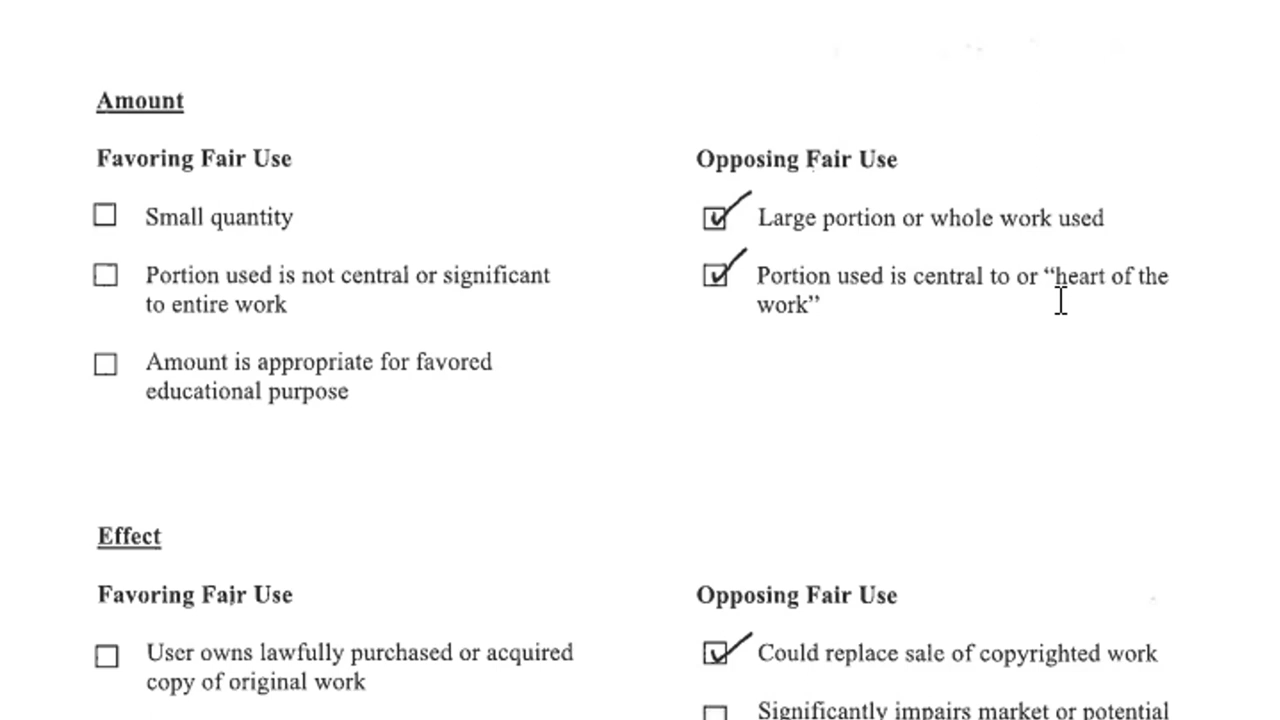 Amount
Favoring Fair Use
Opposing Fair Use
Small quantity
Large portion or whole work used
Portion used is not central or significant
to entire work
Portion used is central to or “heart of the
work”
Amount is appropriate for favored
educational purpose
Effect
Favoring Fair Use
Opposing Fair Use
User owns lawfully purchased or acquired
copy of original work
Could replace sale of copyrighted work
Significantly impairs market or potential